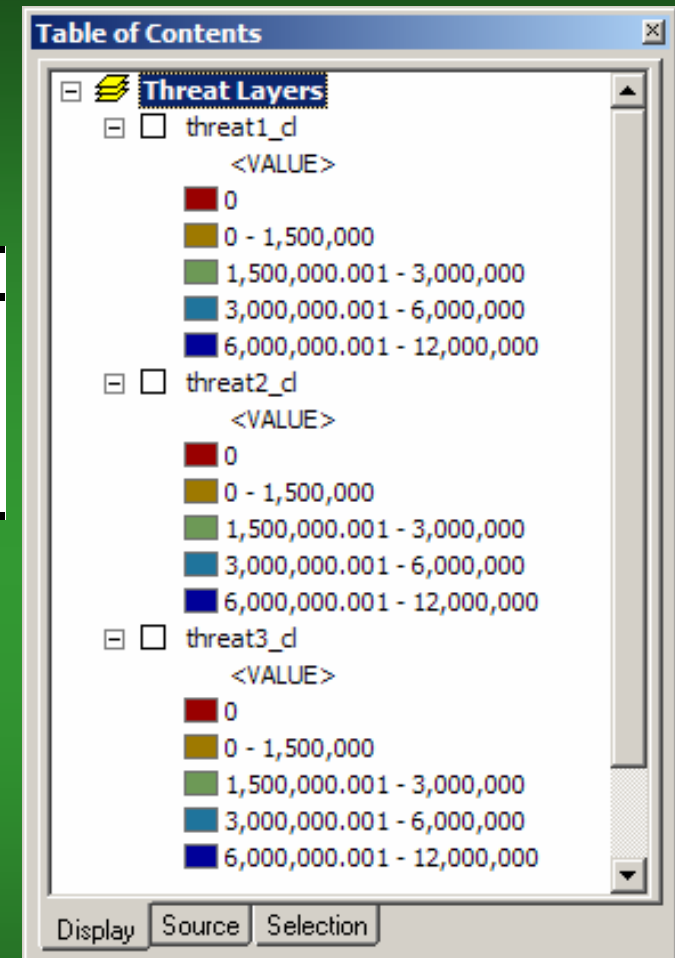 Table of Contents
Threat Layers
threat1_cl
<VALUE>
0
0 - 1,500,000
1,500,000.001 - 3,000,000
3,000,000.001 - 6,000,000
6,000,000.001 - 12,000,000
threat2_cl
<VALUE>
0
0 - 1,500,000
1,500,000.001 - 3,000,000
3,000,000.001 - 6,000,000
6,000,000.001 - 12,000,000
threat3_cl
<VALUE>
0
0 - 1,500,000
1,500,000.001 - 3,000,000
3,000,000.001 - 6,000,000
6,000,000.001 - 12,000,000
Display Source Selection